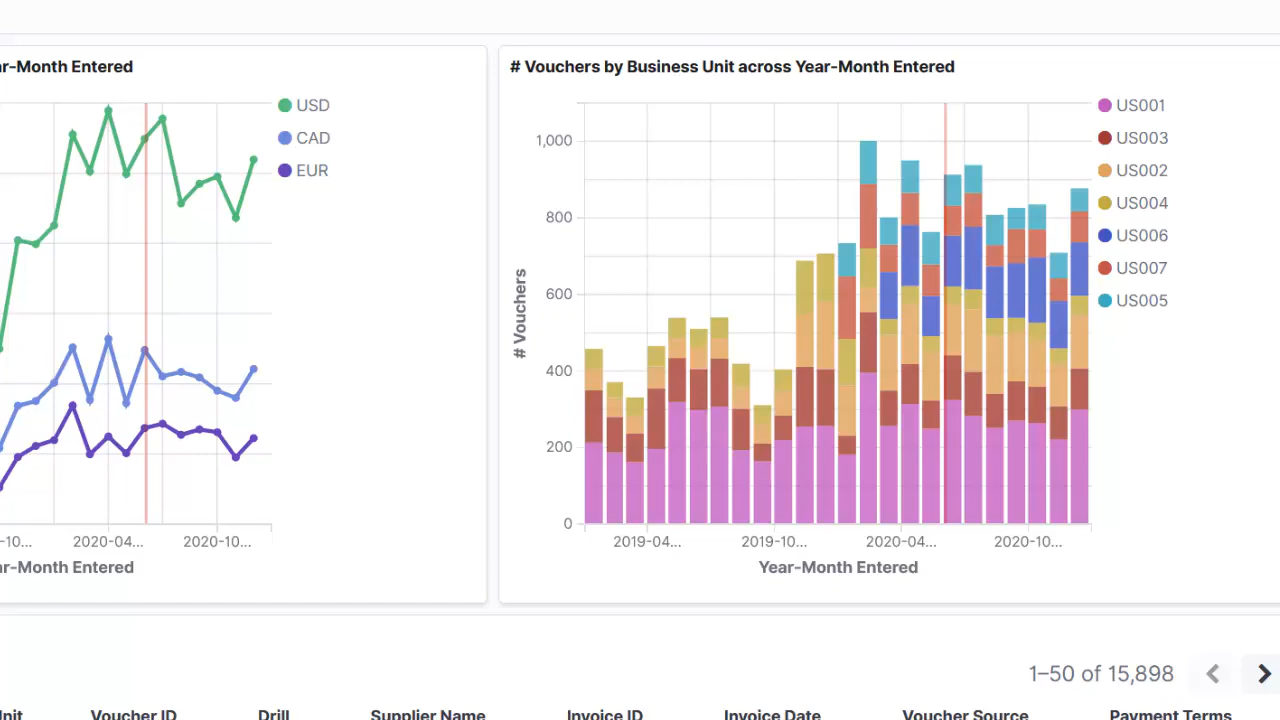 r-Month Entered
USD
CAD
EUR
-10...
2020-04...
2020-10...
r-Month Entered
# Vouchers by Business Unit across Year-Month Entered
# Vouchers
1,000
800
600
400
200
0
2019-04...
2019-10...
2020-04...
2020-10...
Year-Month Entered
US001
US003
US002
US004
US006
US007
US005
1–50 of 15,898
Init Voucher ID Drill Supplier Name Invoice ID Invoice Date Voucher Source Payment Terms